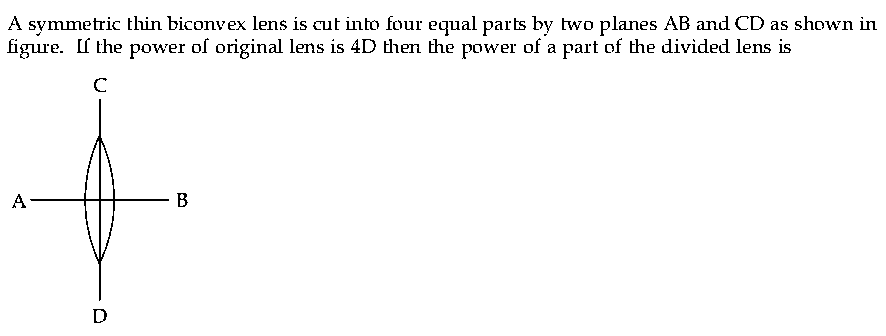 A symmetric thin biconvex lens is cut into four equal parts by two planes AB and CD as shown in
figure. If the power of original lens is 4D then the power of a part of the divided lens is
C
A
B
D